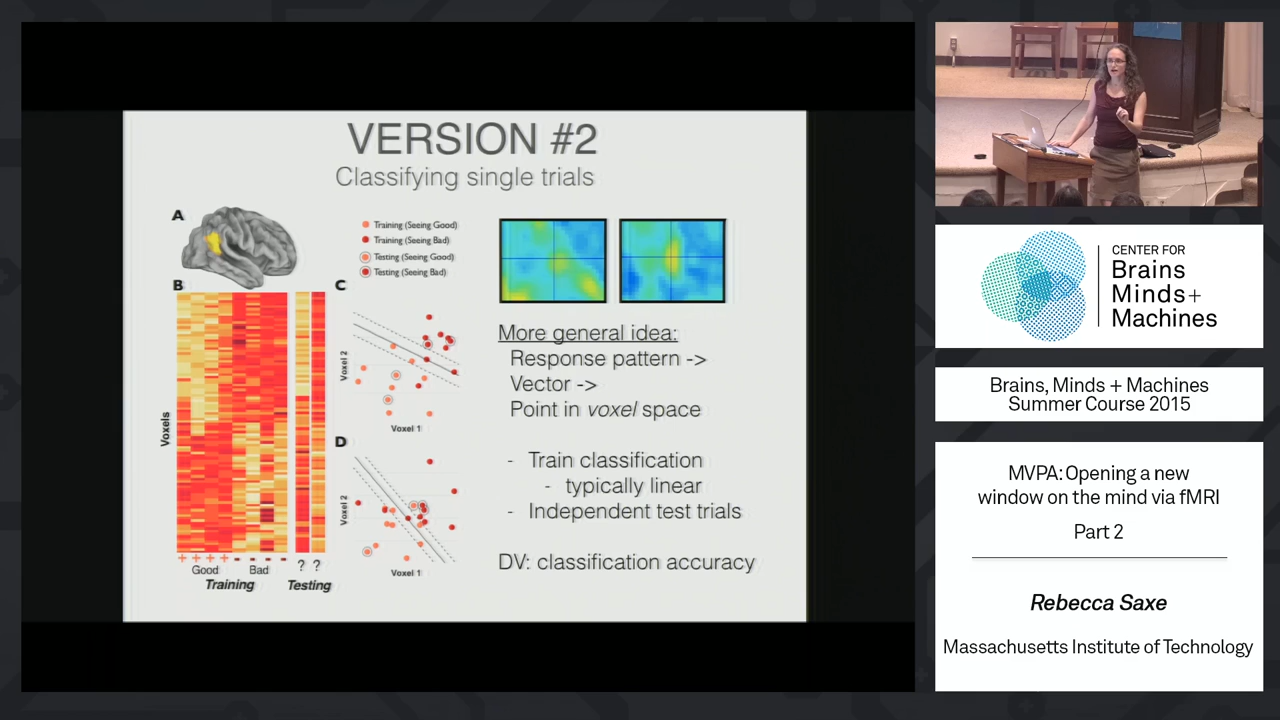 VERSION #2
Classifying single trials
A
Training (Seeing Good)
Training (Seeing Bad)
Testing (Seeing Good)
Testing (Seeing Bad)
B
Voxels
+ + + + - - - - ? ?
Good Bad
Training Testing
C
Voxel 2
Voxel 1
D
Voxel 2
Voxel 1
More general idea:
Response pattern ->
Vector ->
Point in voxel space
- Train classification
- typically linear
- Independent test trials
DV: classification accuracy
CENTER FOR
Brains
Minds+
Machines
Brains, Minds + Machines
Summer Course 2015
MVPA: Opening a new
window on the mind via fMRI
Part 2
Rebecca Saxe
Massachusetts Institute of Technology